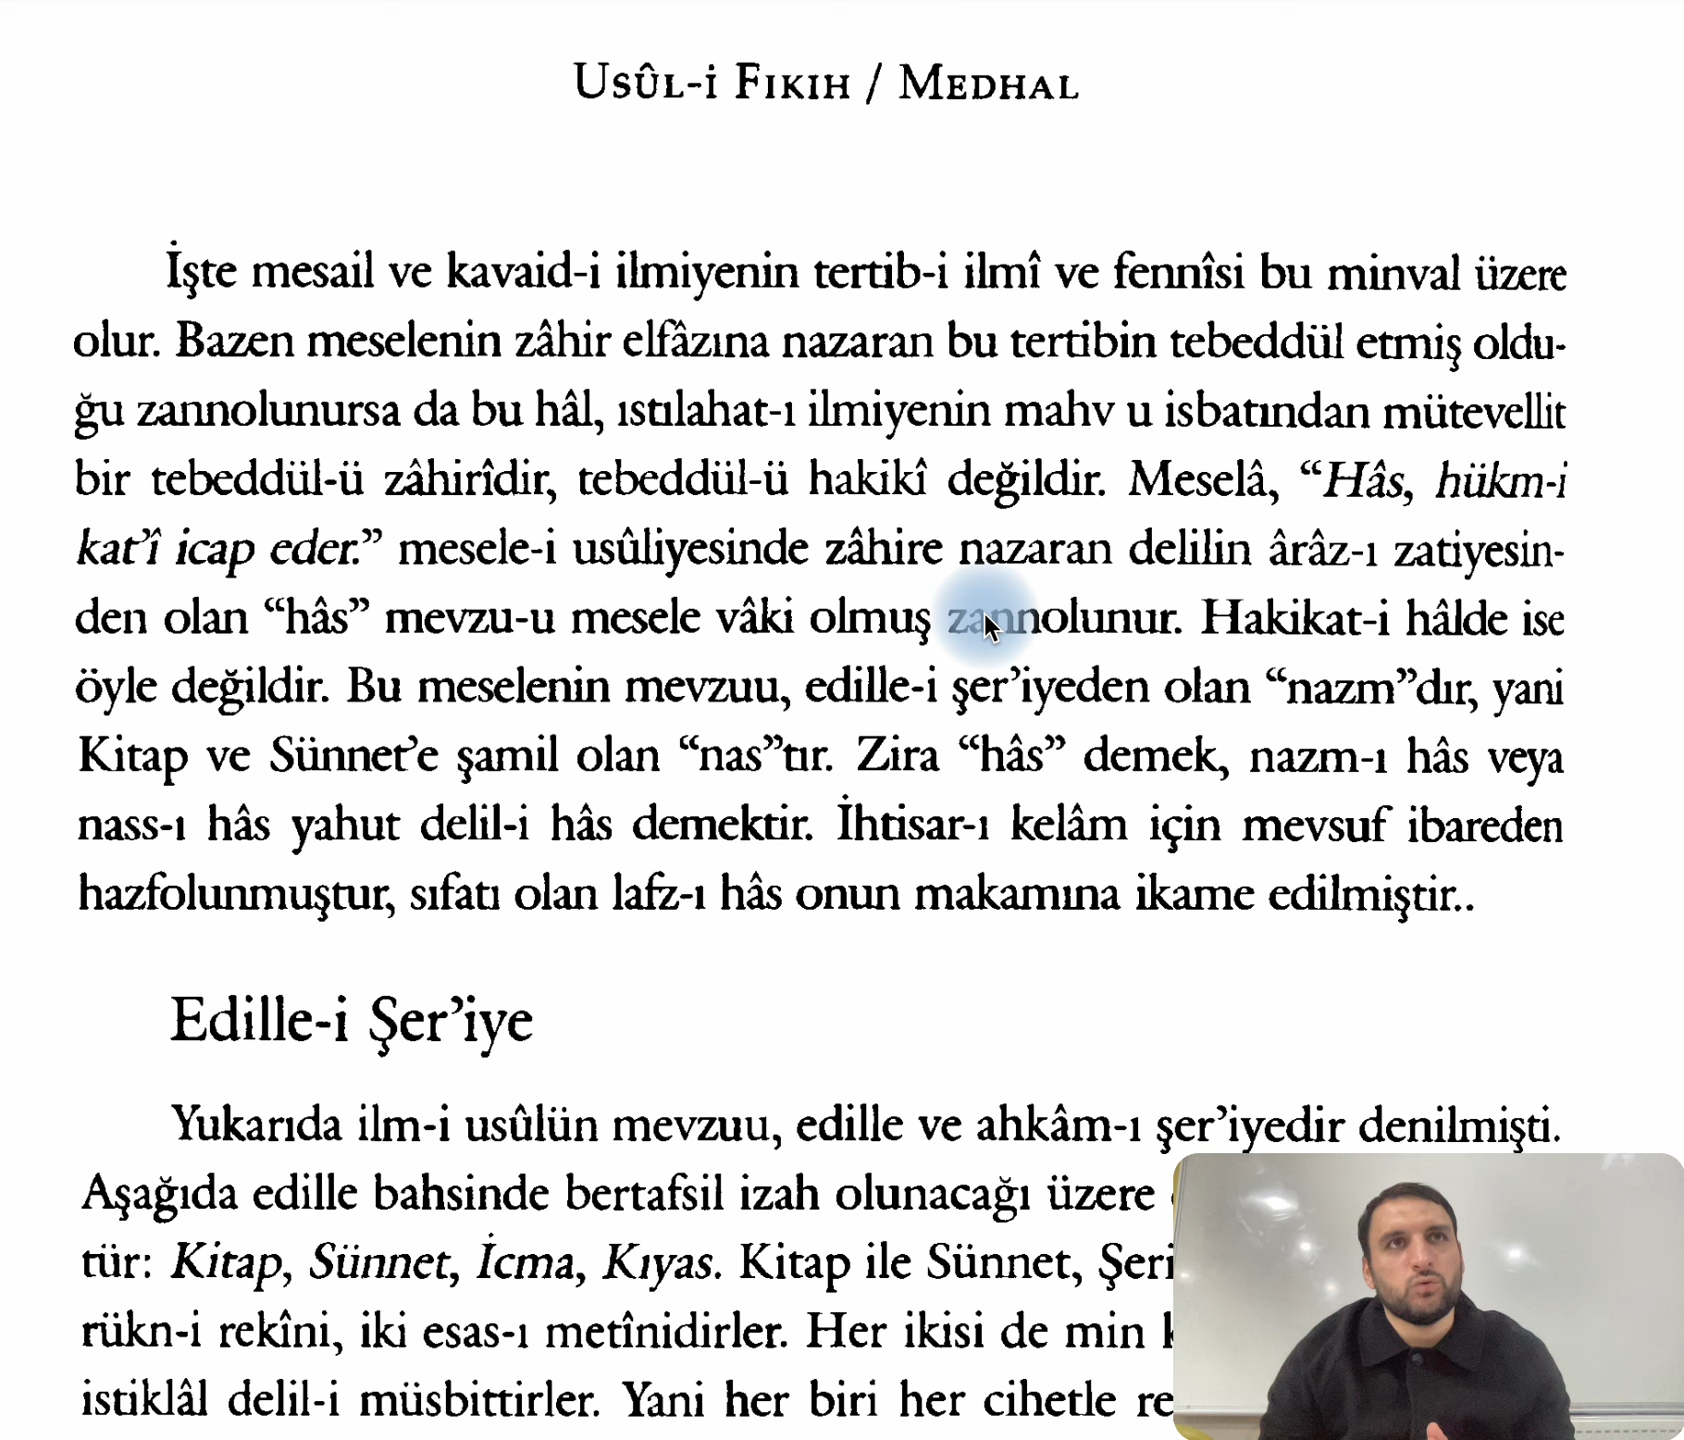 USÛL-İ FIKIH / MEDHAL
İşte mesail ve kavaid-i ilmiyenin tertib-i ilmî ve fennîsi bu minval üzere
olur. Bazen meselenin zâhir elfâzına nazaran bu tertibin tebeddül etmiş oldu-
ğu zannolunursa da bu hâl, ıstılahat-ı ilmiyenin mahv u isbatından mütevellit
bir tebeddül-ü zâhirîdir, tebeddül-ü hakikî değildir. Meselâ, “Hâs, hükm-i
kat’î icap eder.” mesele-i usûliyesinde zâhire nazaran delilin ârâz-ı zatiyesin-
den olan “hâs” mevzu-u mesele vâki olmuş zannolunur. Hakikat-i hâlde ise
öyle değildir. Bu meselenin mevzuu, edille-i şer’iyeden olan “nazm”dır, yani
Kitap ve Sünnet’e şamil olan “nas”tır. Zira “hâs” demek, nazm-ı hâs veya
nass-ı hâs yahut delil-i hâs demektir. İhtisar-ı kelâm için mevsuf ibareden
hazfolunmuştur, sıfatı olan lafz-ı hâs onun makamına ikame edilmiştir..
Edille-i Şer’iye
Yukarıda ilm-i usûlün mevzuu, edille ve ahkâm-ı şer’iyedir denilmişti.
Aşağıda edille bahsinde bertafsil izah olunacağı üzere
tür: Kitap, Sünnet, İcma, Kıyas. Kitap ile Sünnet, Şeri
rükn-i rekîni, iki esas-ı metînidirler. Her ikisi de min
istiklâl delil-i müsbittirler. Yani her biri her cihetle re